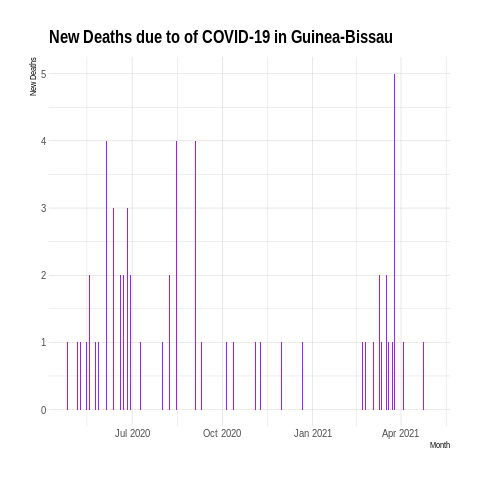 New Deaths due to of COVID-19 in Guinea-Bissau
New Deaths
5
4
3
2
1
0
Jul 2020 Oct 2020 Jan 2021 Apr 2021
Month